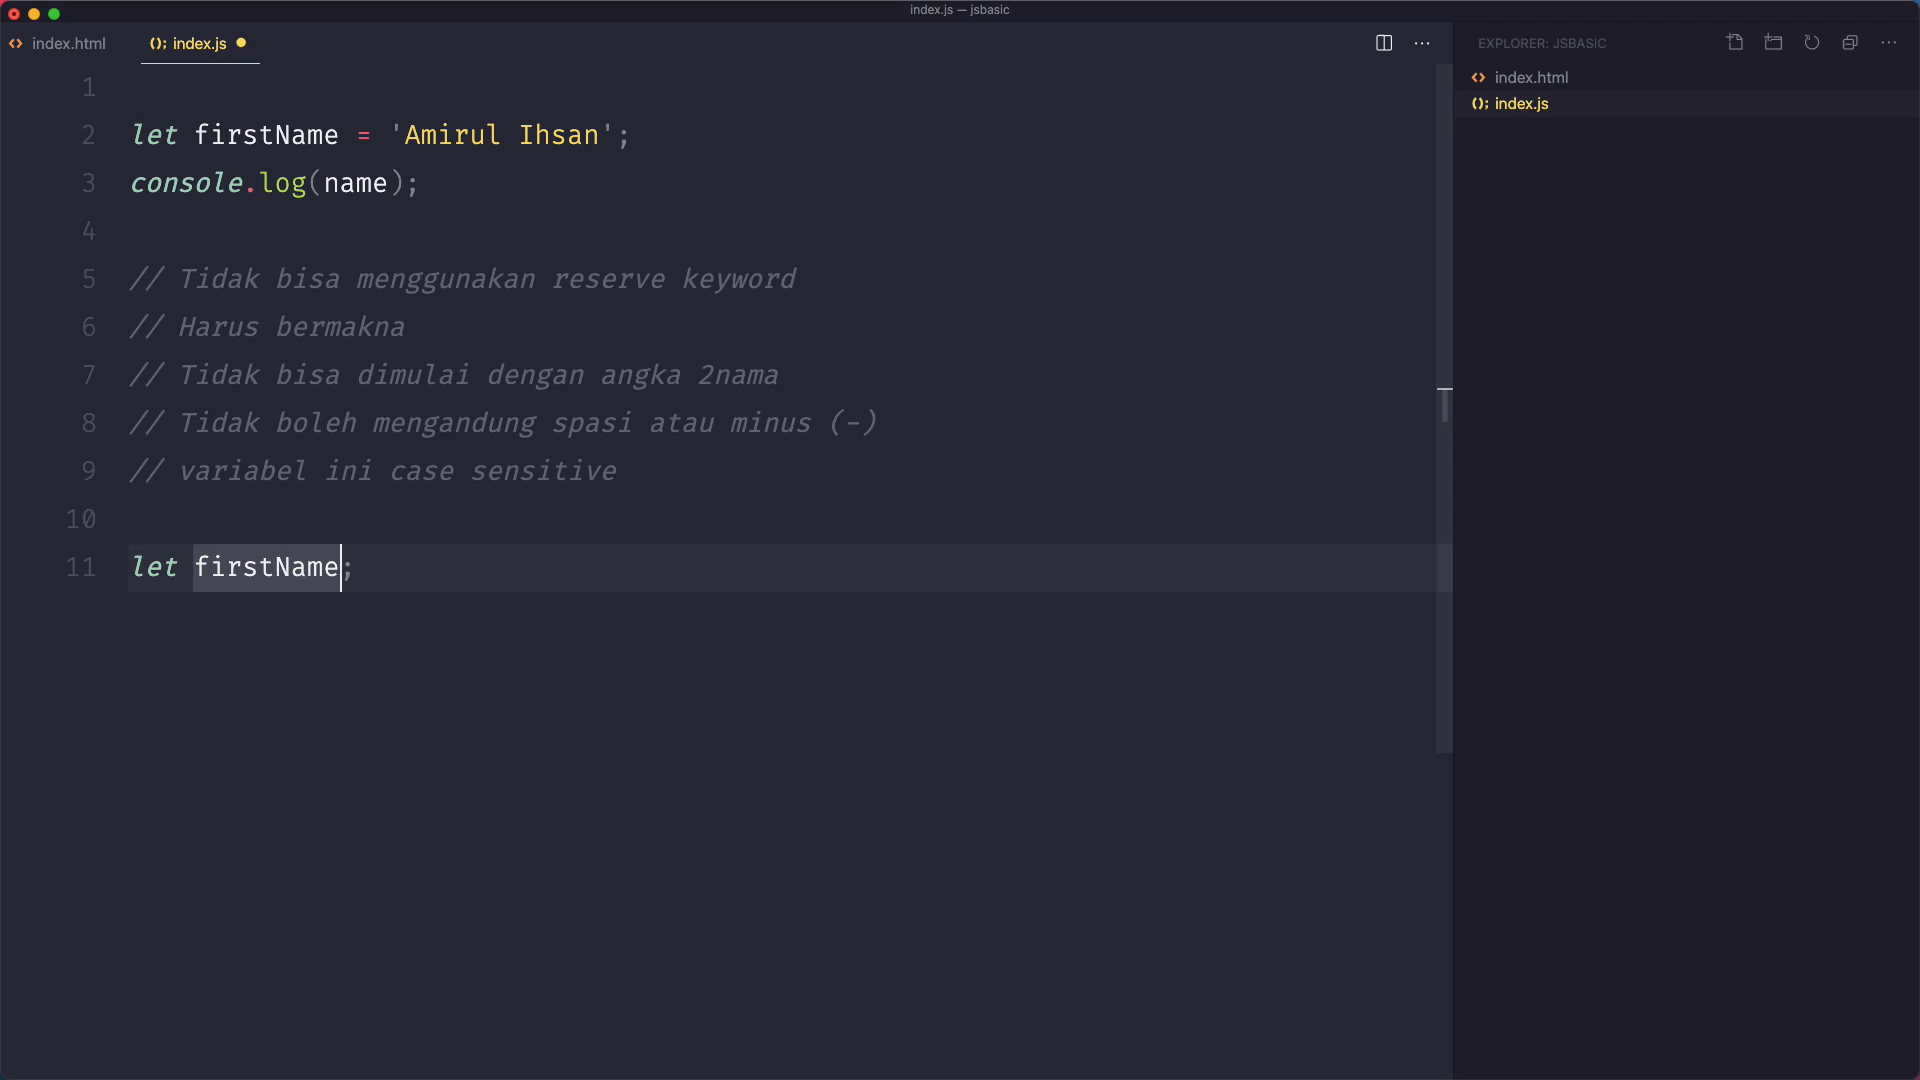 index.js — jsbasic
index.html
(); index.js
EXPLORER: JSBASIC
index.html
(); index.js
1
2 let firstName = 'Amirul Ihsan';
3 console.log(name);
4
5 // Tidak bisa menggunakan reserve keyword
6 // Harus bermakna
7 // Tidak bisa dimulai dengan angka 2nama
8 // Tidak boleh mengandung spasi atau minus (-)
9 // variabel ini case sensitive
10
11 let firstName;